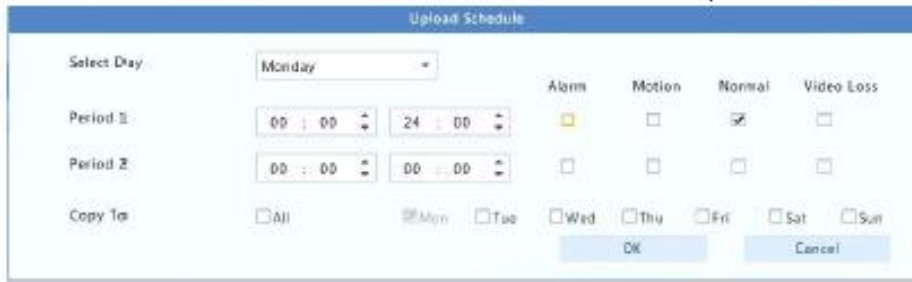 Upload Schedule
Select Day Monday
Alarm Motion Normal Video Loss
Period 1 00 : 00 24 : 00
Period 2 00 : 00 00 : 00
Copy To All Mon Tue Wed Thu Fri Sat Sun
OK Cancel